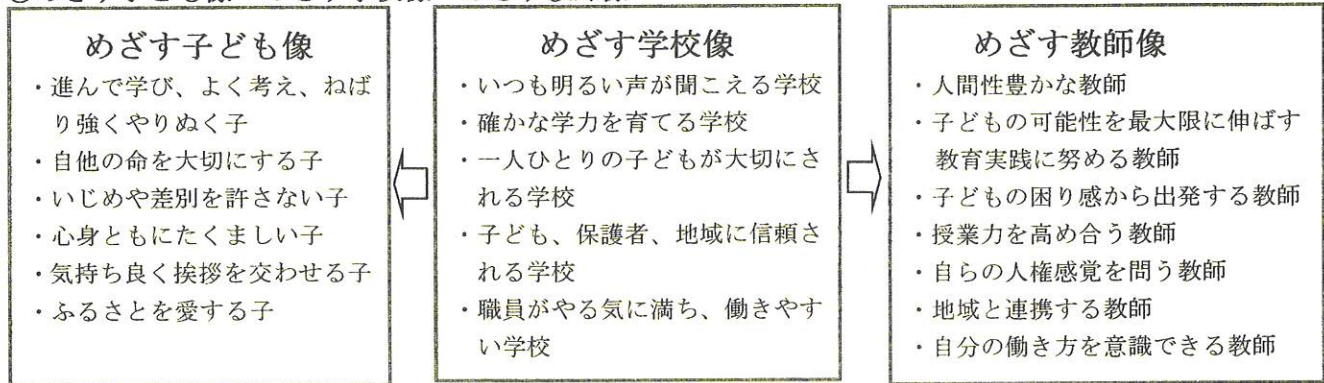 めざす子ども像
・進んで学び、よく考え、ねば
り強くやりぬく子
・自他の命を大切にする子
・いじめや差別を許さない子
・心身ともにたくましい子
・気持ち良く挨拶を交わせる子
・ふるさとを愛する子
めざす学校像
・いつも明るい声が聞こえる学校
・確かな学力を育てる学校
・一人ひとりの子どもが大切にさ
れる学校
・子ども、保護者、地域に信頼さ
れる学校
・職員がやる気に満ち、働きやす
い学校
めざす教師像
・人間性豊かな教師
・子どもの可能性を最大限に伸ばす
教育実践に努める教師
・子どもの困り感から出発する教師
・授業力を高め合う教師
・自らの人権感覚を問う教師
・地域と連携する教師
・自分の働き方を意識できる教師